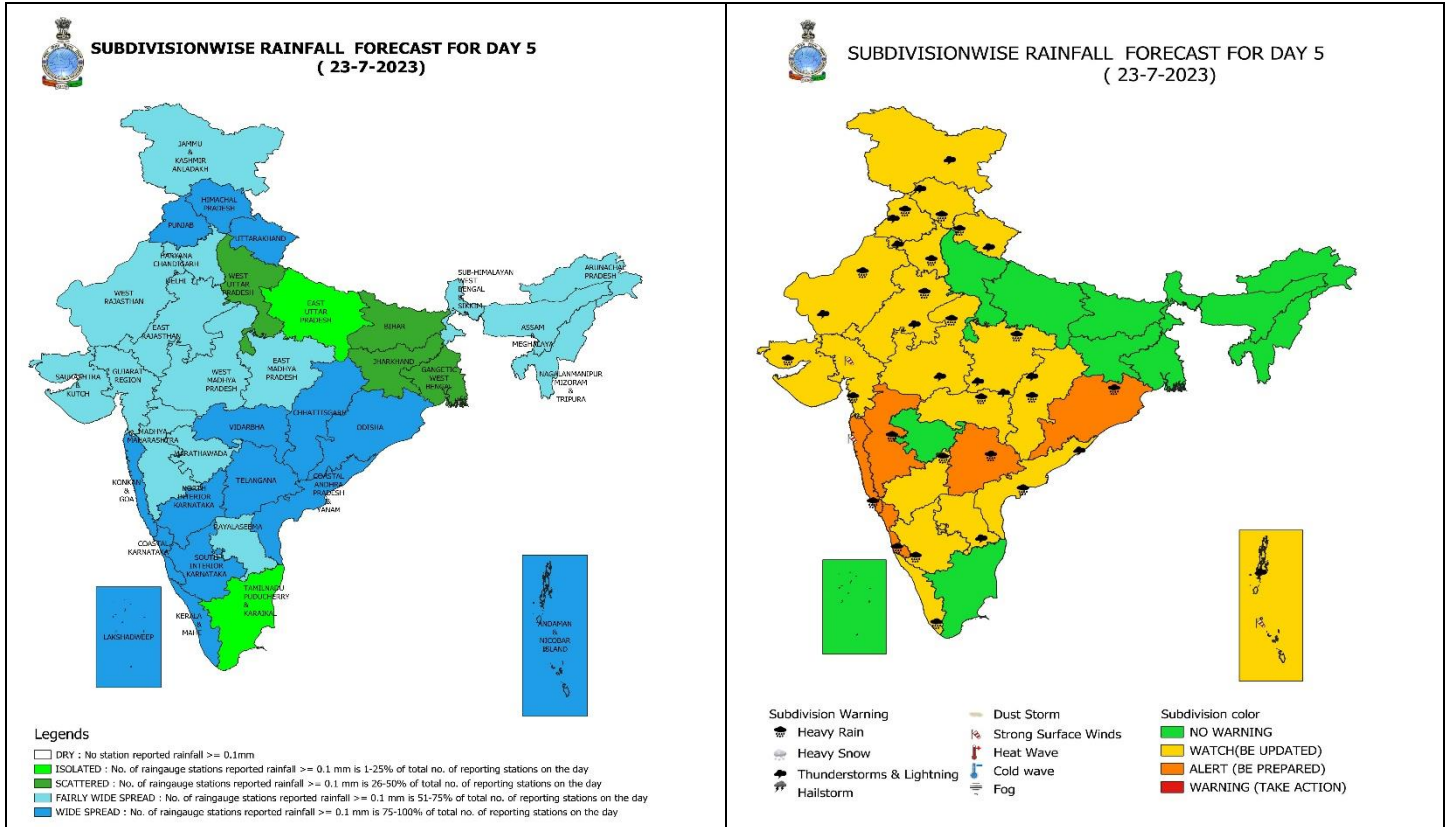 SUBDIVISIONWISE RAINFALL FORECAST FOR DAY 5
( 23-7-2023)
JAMMU
&
KASHMIR
ANLADAKH
HIMACHAL
PRADESH
PUNJAB
UTTARAKHAND
HARYANA
CHANDIGARH
&
DELHI
WEST
UTTAR
PRADESH
WEST
RAJASTHAN
EAST
UTTAR
PRADESH
SUB-HIMALAYAN
WEST
BENGAL
&
SIKKIM
ARUNACHAL
PRADESH
ASSAM
&
MEGHALAYA
NAGALANMANIPUR
MIZORAM
&
TRIPURA
EAST
RAJASTHAN
BIHAR
JHARKHAND
GANGETIC
WEST
BENGAL
SAURASHTRA
&
KUTCH
GUJARAT
REGION
WEST
MADHYA
PRADESH
EAST
MADHYA
PRADESH
CHHATTISGARH
VIDARBHA
ODISHA
MADHYA
MAHARASHTRA
MARATHAWADA
KONKAN
&
GOA
NORTH
INTERIOR
KARNATAKA
TELANGANA
COASTAL
ANDHRA
PRADESH
&
YANAM
RAYALASEEMA
COASTAL
KARNATAKA
SOUTH
INTERIOR
KARNATAKA
TAMILNADU
PUDUCHERRY
&
KARAIKAL
KERALA
&
MAHE
LAKSHADWEEP
ANDAMAN
&
NICOBAR
ISLAND
Legends
DRY : No station reported rainfall >= 0.1mm
ISOLATED : No. of raingauge stations reported rainfall >= 0.1 mm is 1-25% of total no. of reporting stations on the day
SCATTERED : No. of raingauge stations reported rainfall >= 0.1 mm is 26-50% of total no. of reporting stations on the day
FAIRLY WIDE SPREAD : No. of raingauge stations reported rainfall >= 0.1 mm is 51-75% of total no. of reporting stations on the day
WIDE SPREAD : No. of raingauge stations reported rainfall >= 0.1 mm is 75-100% of total no. of reporting stations on the day
SUBDIVISIONWISE RAINFALL FORECAST FOR DAY 5
( 23-7-2023)
Subdivision Warning
Heavy Rain
Heavy Snow
Thunderstorms & Lightning
Hailstorm
Dust Storm
Strong Surface Winds
Heat Wave
Cold wave
Fog
Subdivision color
NO WARNING
WATCH(BE UPDATED)
ALERT (BE PREPARED)
WARNING (TAKE ACTION)